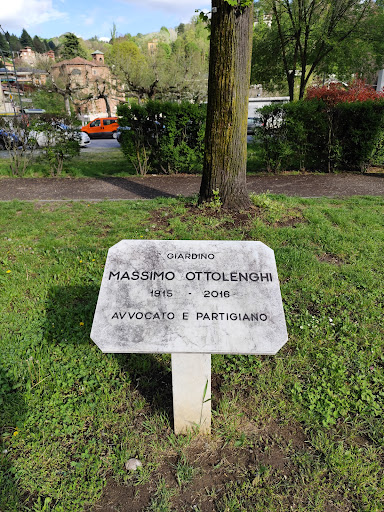 GIARDINO
MASSIMO OTTOLENGHI
1915 - 2016
AVVOCATO E PARTIGIANO